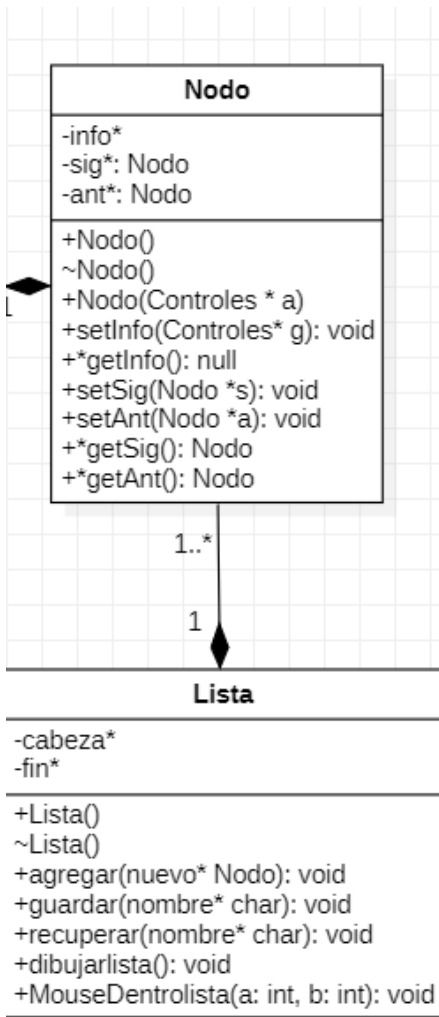 Nodo
-info*
-sig*: Nodo
-ant*: Nodo
+Nodo()
~Nodo()
1
+Nodo(Controles * a)
+setInfo(Controles* g): void
+*getInfo(): null
+setSig(Nodo *s): void
+setAnt(Nodo *a): void
+*getSig(): Nodo
+*getAnt(): Nodo
1..*
1
Lista
-cabeza*
-fin*
+Lista()
~Lista()
+agregar(nuevo* Nodo): void
+guardar(nombre* char): void
+recuperar(nombre* char): void
+dibujarlista(): void
+MouseDentrolista(a: int, b: int): void